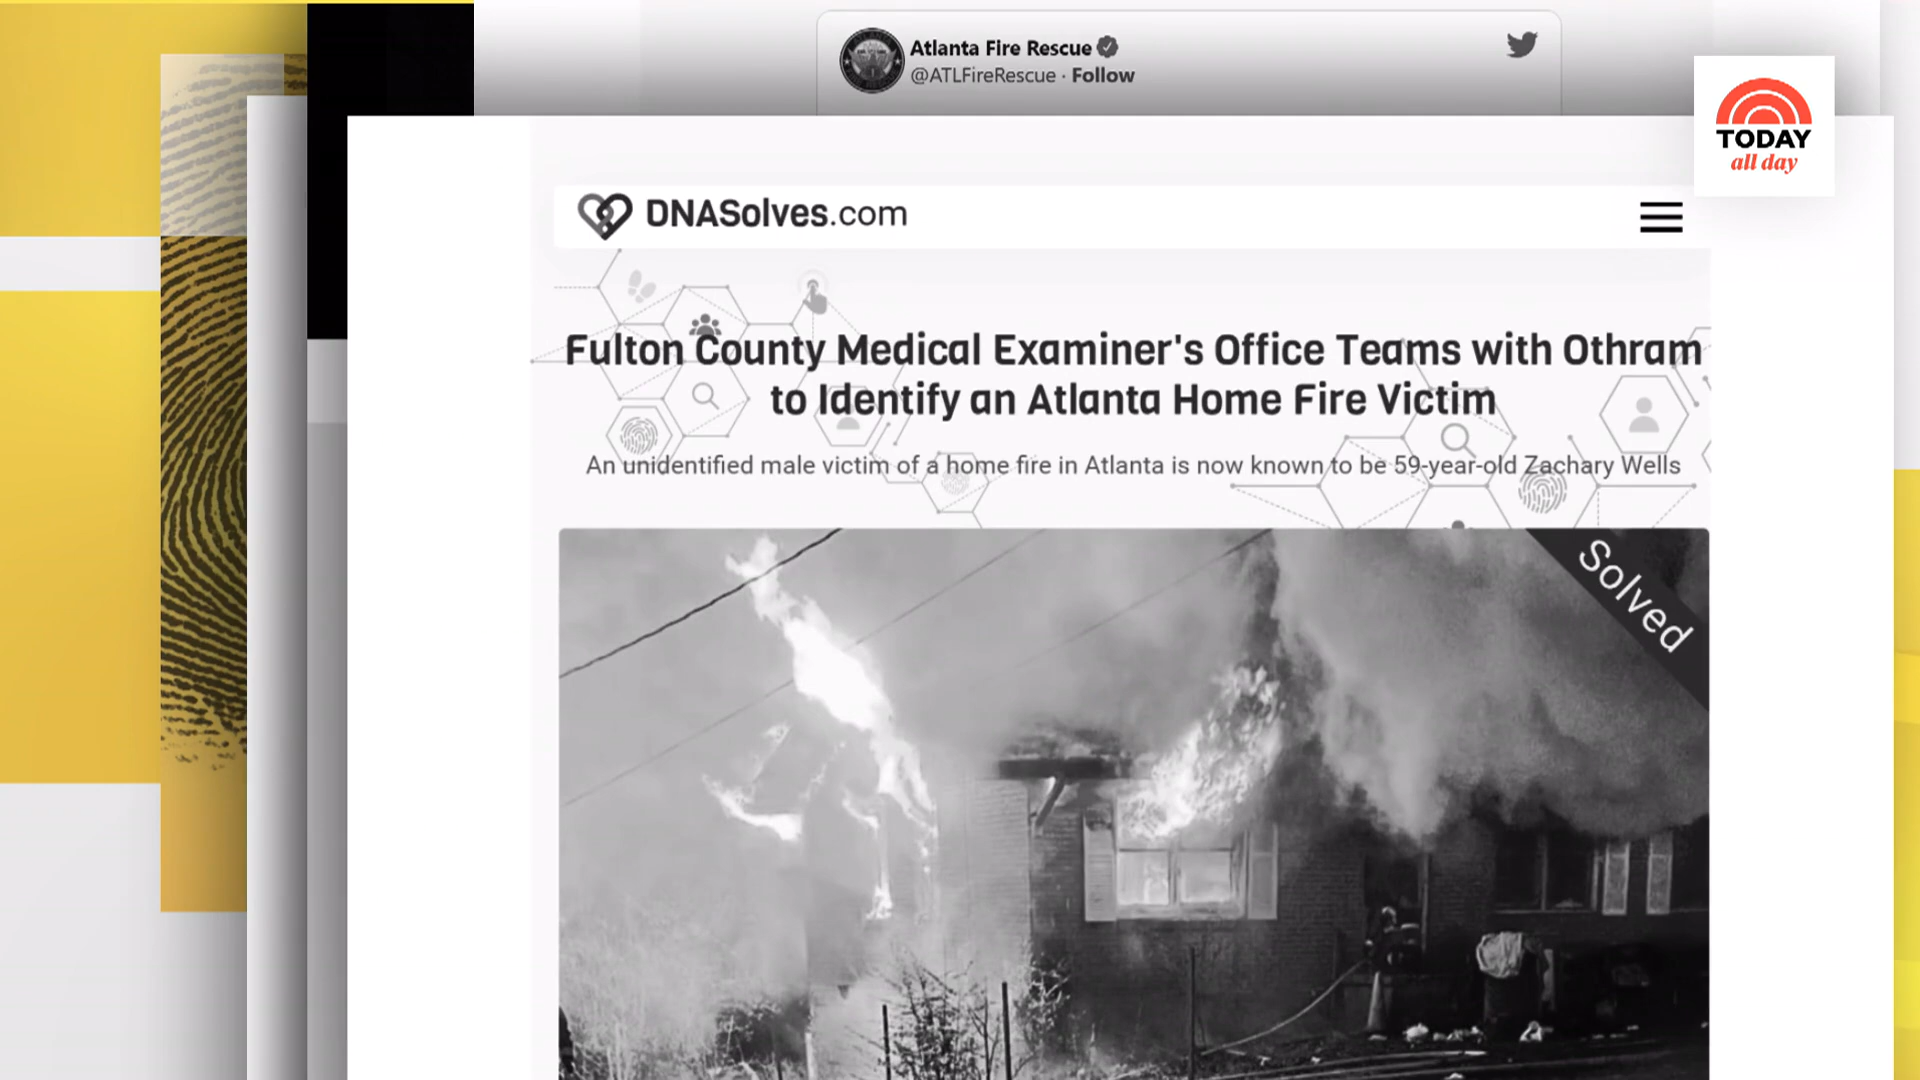 Atlanta Fire Rescue
@ATLFireRescue · Follow
TODAY
all day
DNASolves.com
Fulton County Medical Examiner's Office Teams with Othram
to Identify an Atlanta Home Fire Victim
An unidentified male victim of a home fire in Atlanta is now known to be 59-year-old Zachary Wells
Solved